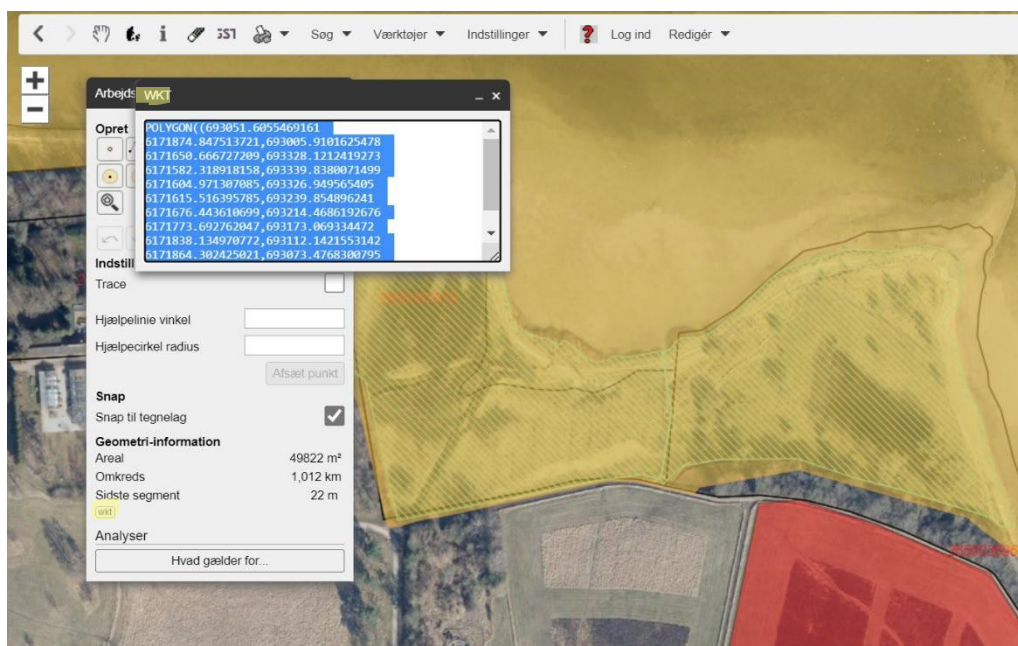 Søg
Værktøjer
Indstillinger
?
Log ind
Redigér
+
−
Arbejds
WKT
Opret
POLYGON((693051.6055469161
6171874.847513721,693005.9101625478
6171650.666727209,693328.1212419273
6171582.318918158,693339.8380071499
6171604.971307085,693326.949565405
6171615.516395785,693239.854896241
6171676.443610699,693214.4686192676
6171773.692762047,693173.069334472
6171838.134970772,693112.1421553142
6171864.302425021,693073.4768300795
Indstill
Trace
Hjælpelinie vinkel
Hjælpecirkel radius
Afsæt punkt
Snap
Snap til tegnelag
Geometri-information
Areal 49822 m²
Omkreds 1,012 km
Sidste segment 22 m
wkt
Analyser
Hvad gælder for...